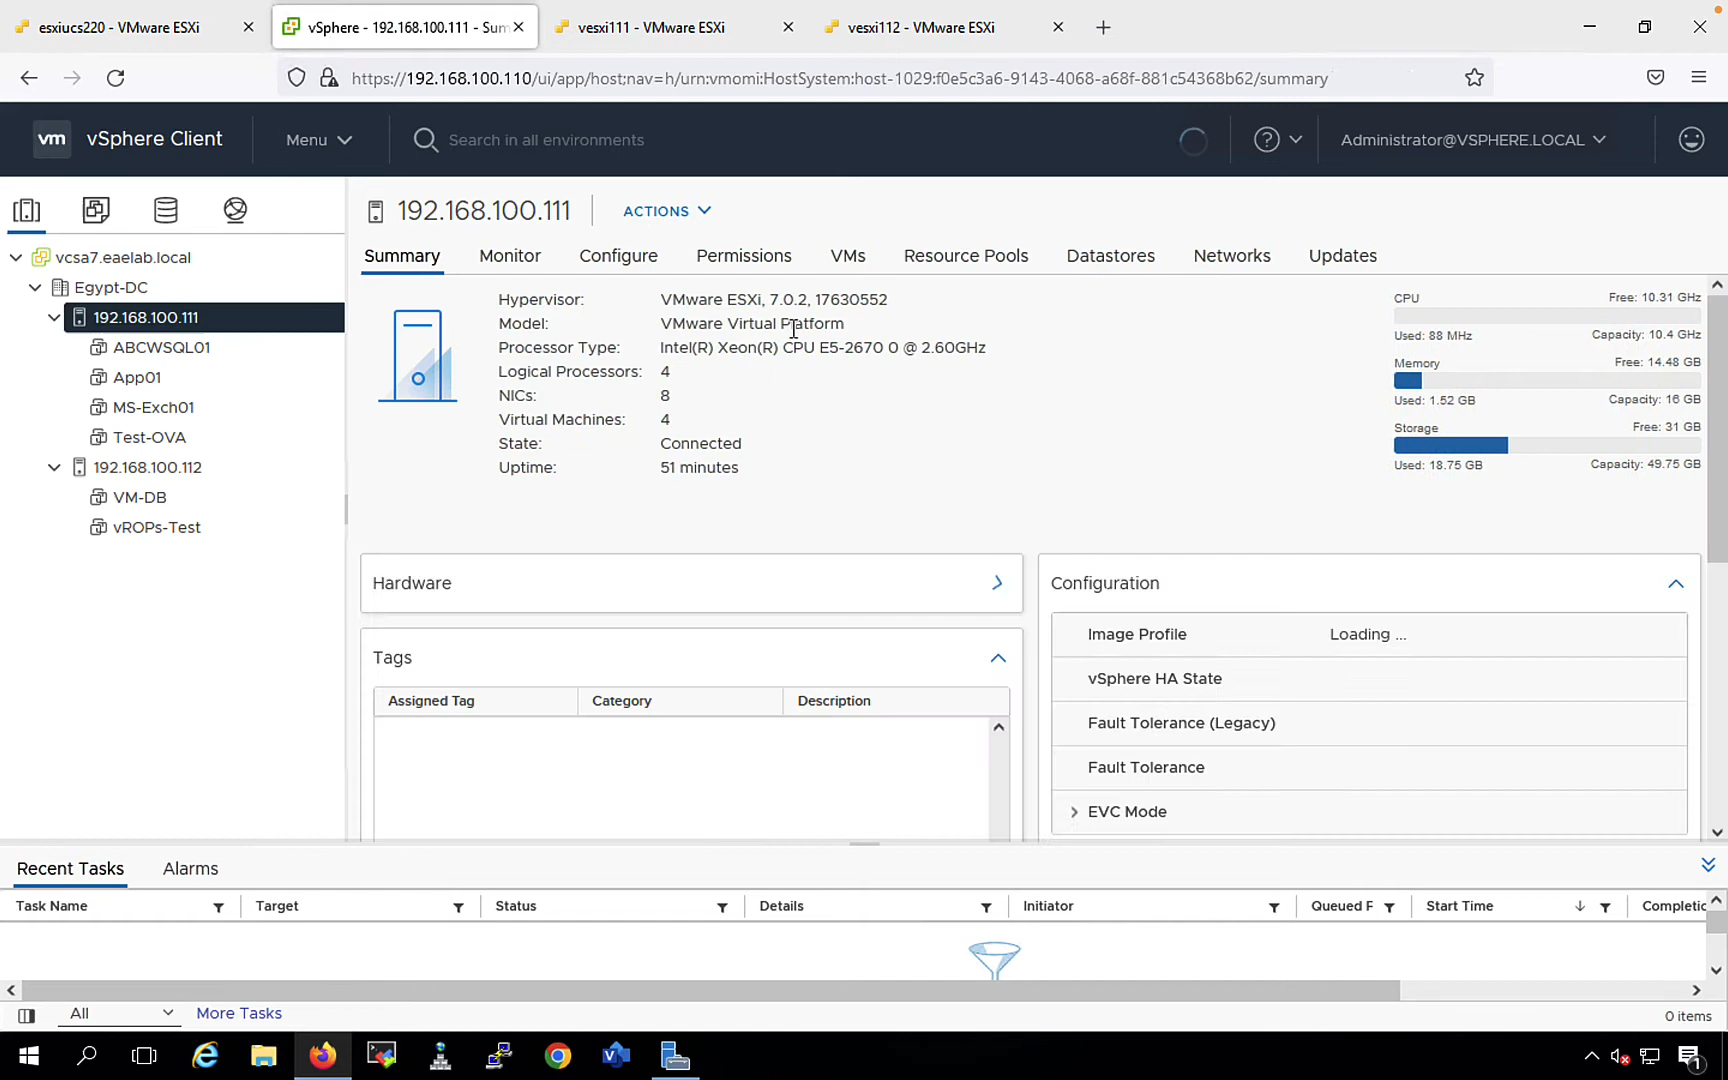 esxiucs220 - VMware ESXi
vSphere - 192.168.100.111 - Sum
vesxi111 - VMware ESXi
vesxi112 - VMware ESXi
https://192.168.100.110/ui/app/host;nav=h/urn:vmomi:HostSystem:host-1029:f0e5c3a6-9143-4068-a68f-881c54368b62/summary
vm vSphere Client
Menu
Search in all environments
Administrator@VSPHERE.LOCAL
vcsa7.eaelab.local
Egypt-DC
192.168.100.111
ABCWSQL01
App01
MS-Exch01
Test-OVA
192.168.100.112
VM-DB
vROPs-Test
192.168.100.111
ACTIONS
Summary Monitor Configure Permissions VMs Resource Pools Datastores Networks Updates
Hypervisor: VMware ESXi, 7.0.2, 17630552
Model: VMware Virtual Platform
Processor Type: Intel(R) Xeon(R) CPU E5-2670 0 @ 2.60GHz
Logical Processors: 4
NICs: 8
Virtual Machines: 4
State: Connected
Uptime: 51 minutes
CPU Free: 10.31 GHz
Used: 88 MHz Capacity: 10.4 GHz
Memory Free: 14.48 GB
Used: 1.52 GB Capacity: 16 GB
Storage Free: 31 GB
Used: 18.75 GB Capacity: 49.75 GB
Hardware
Tags
Assigned Tag Category Description
Configuration
Image Profile Loading ...
vSphere HA State
Fault Tolerance (Legacy)
Fault Tolerance
EVC Mode
Recent Tasks Alarms
Task Name Target Status Details Initiator Queued F Start Time Completic
All More Tasks 0 items
1